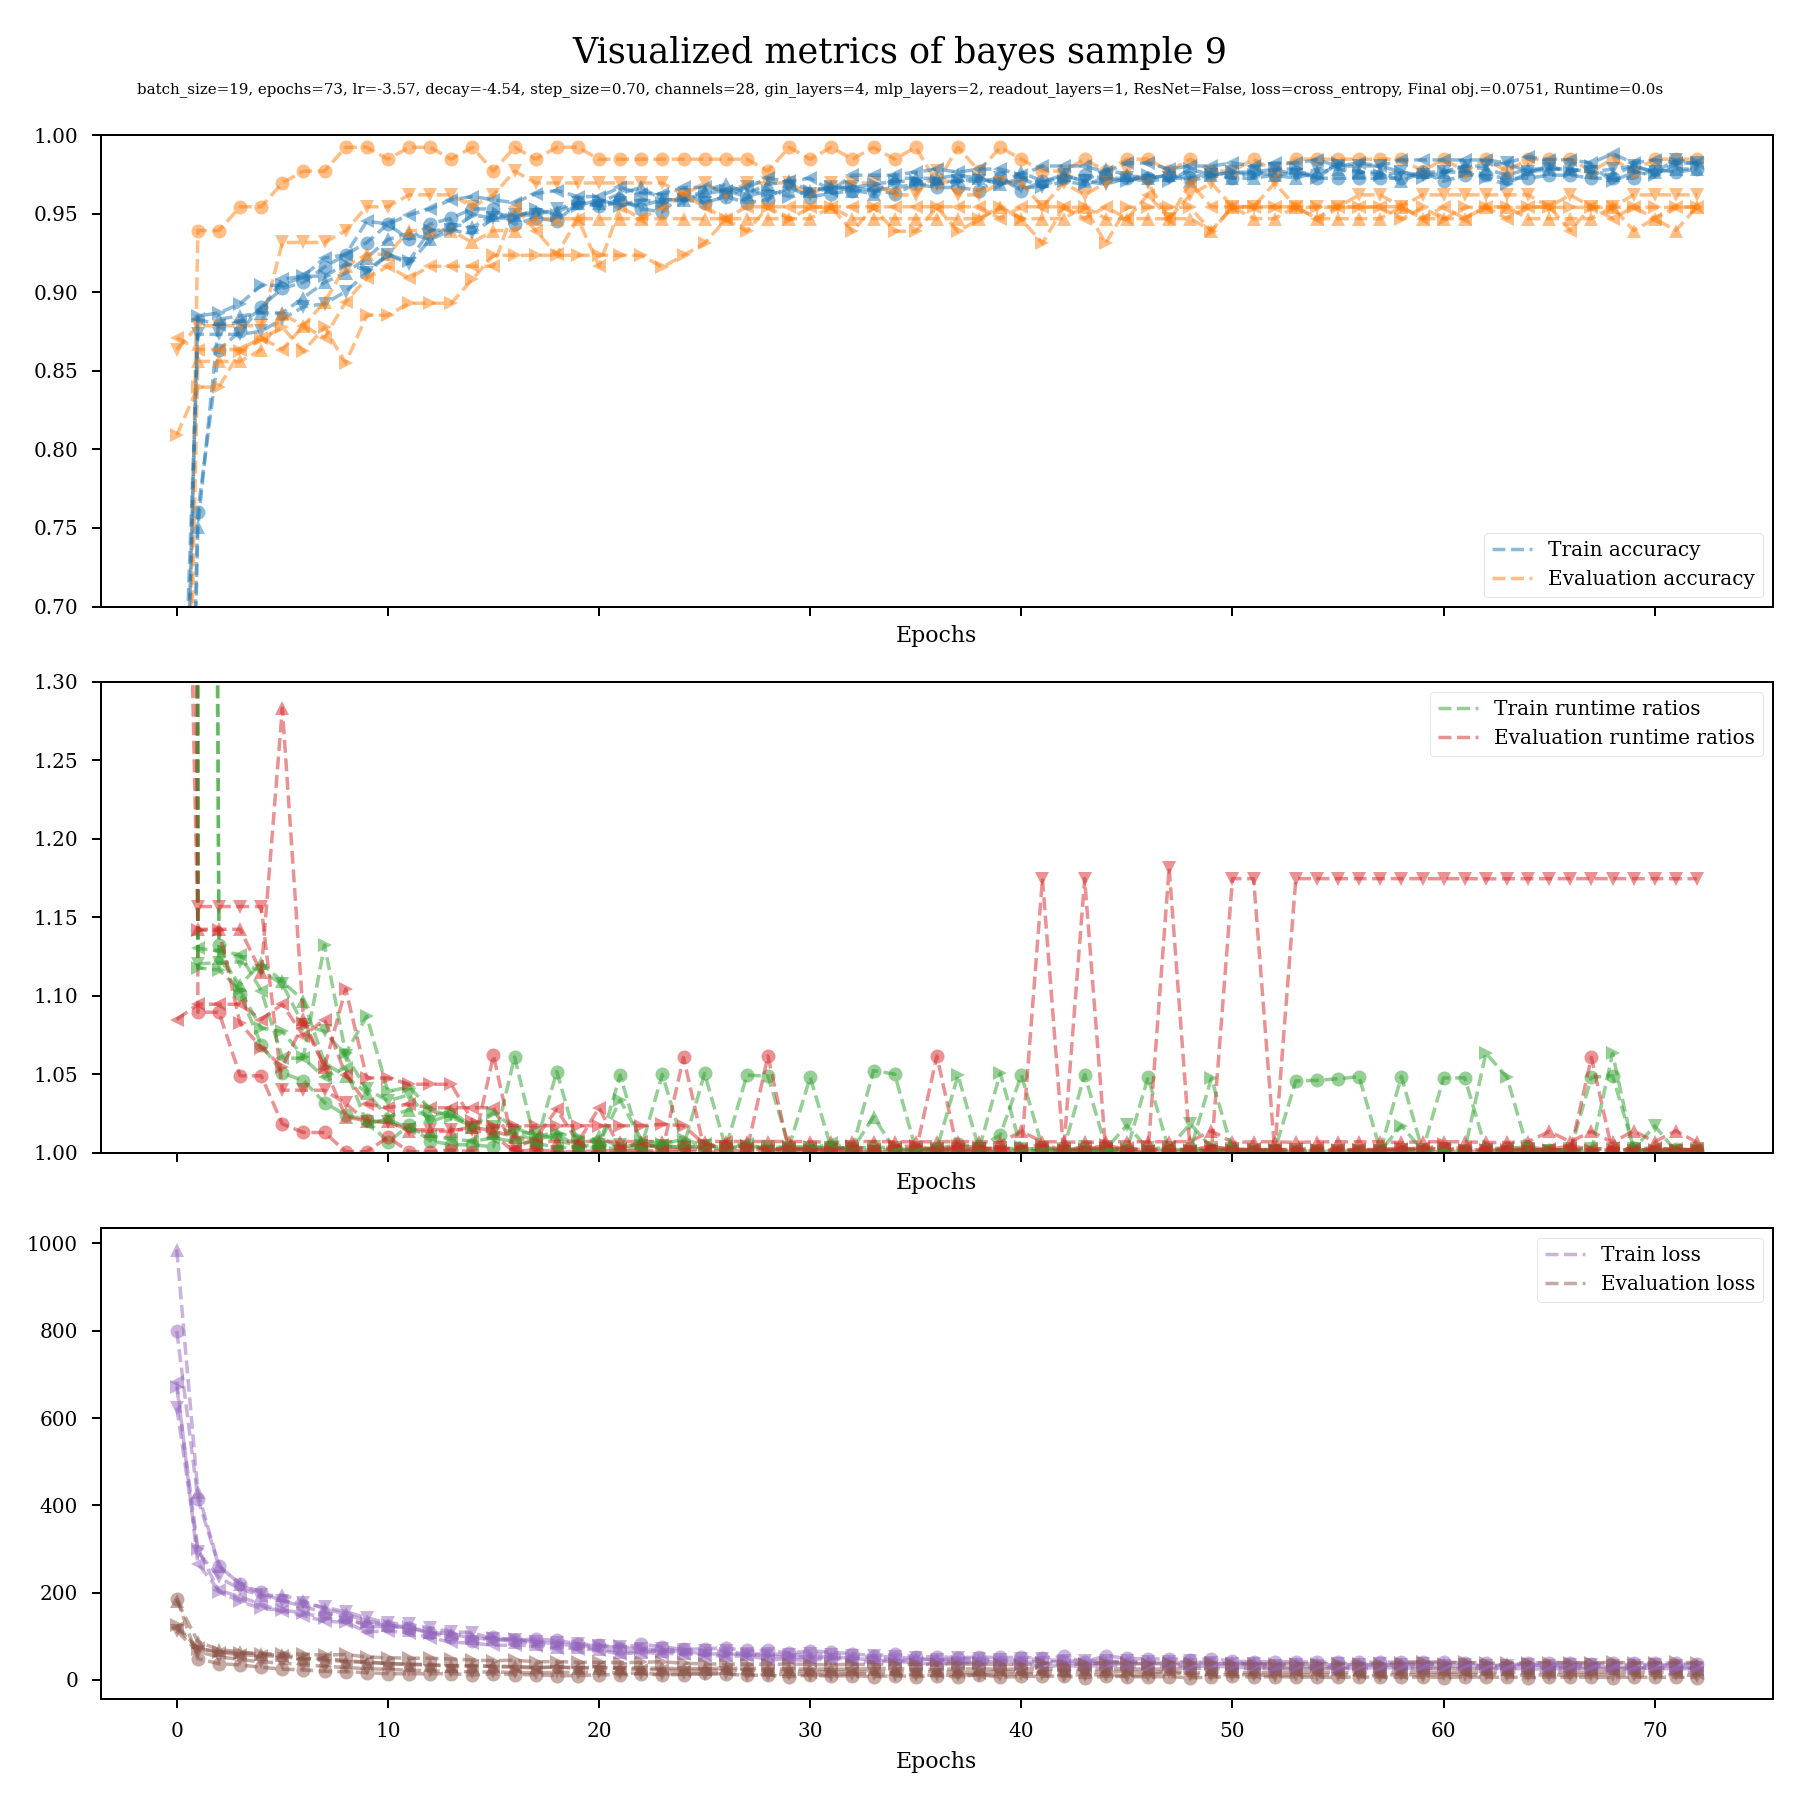 Visualized metrics of bayes sample 9
batch_size=19, epochs=73, lr=-3.57, decay=-4.54, step_size=0.70, channels=28, gin_layers=4, mlp_layers=2, readout_layers=1, ResNet=False, loss=cross_entropy, Final obj.=0.0751, Runtime=0.0s
1.00
0.95
0.90
0.85
0.80
0.75
0.70
Train accuracy
Evaluation accuracy
Epochs
1.30
1.25
1.20
1.15
1.10
1.05
1.00
Train runtime ratios
Evaluation runtime ratios
Epochs
1000
800
600
400
200
0
Train loss
Evaluation loss
0 10 20 30 40 50 60 70
Epochs